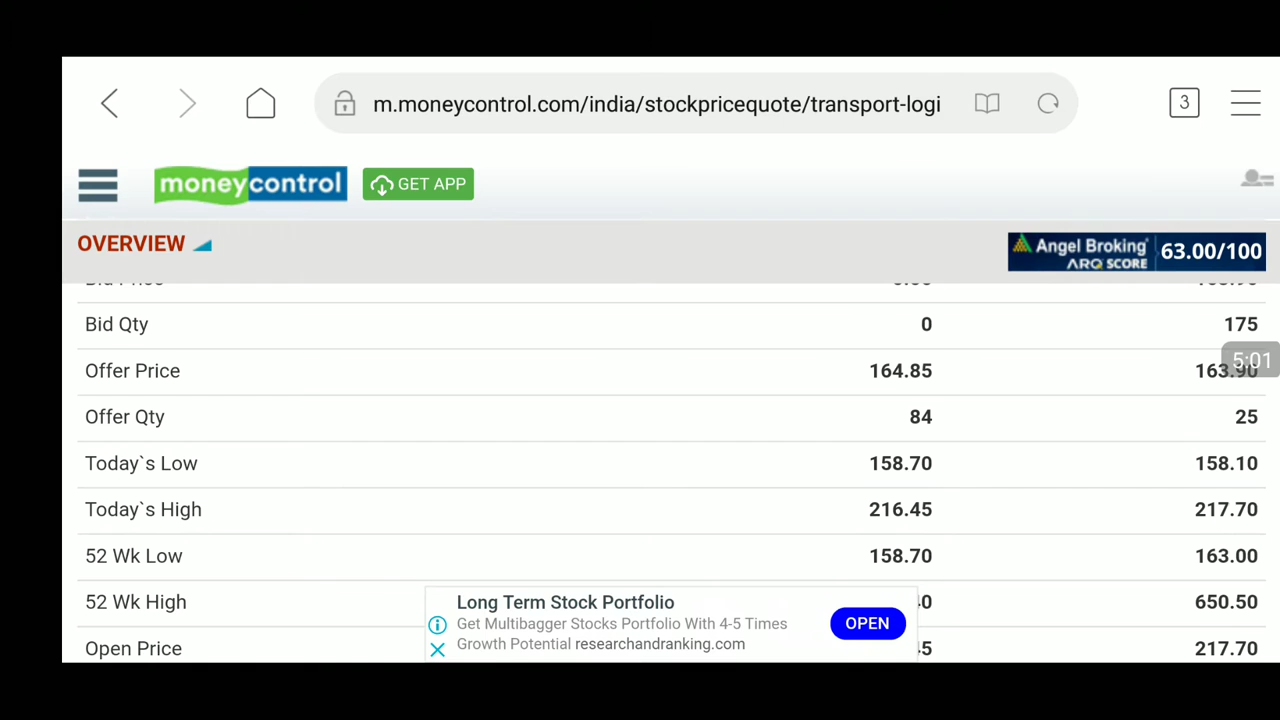 m.moneycontrol.com/india/stockpricequote/transport-logi
3
moneycontrol GET APP
OVERVIEW
Angel Broking ARQ SCORE 63.00/100
Bid Qty 0 175
5:01
Offer Price 164.85 163.90
Offer Qty 84 25
Today`s Low 158.70 158.10
Today`s High 216.45 217.70
52 Wk Low 158.70 163.00
52 Wk High 650.50
Long Term Stock Portfolio
Get Multibagger Stocks Portfolio With 4-5 Times
Growth Potential researchandranking.com
OPEN
Open Price 217.70